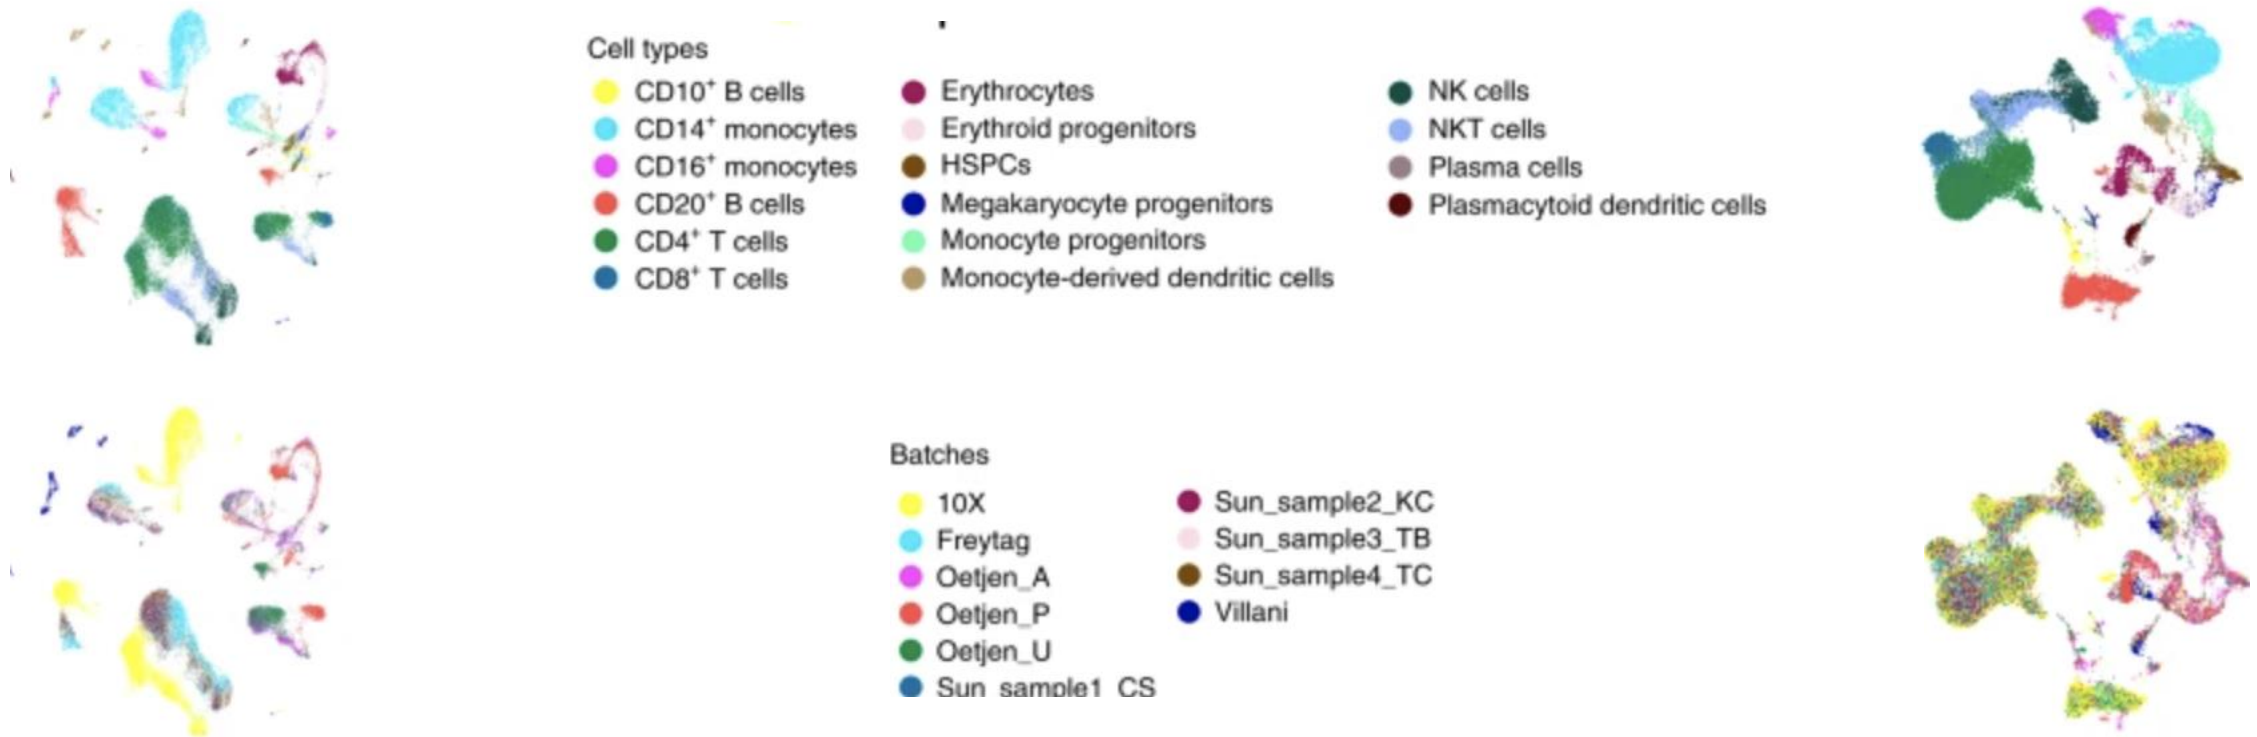 Cell types
CD10⁺ B cells
CD14⁺ monocytes
CD16⁺ monocytes
CD20⁺ B cells
CD4⁺ T cells
CD8⁺ T cells
Erythrocytes
Erythroid progenitors
HSPCs
Megakaryocyte progenitors
Monocyte progenitors
Monocyte-derived dendritic cells
NK cells
NKT cells
Plasma cells
Plasmacytoid dendritic cells
Batches
10X
Freytag
Oetjen_A
Oetjen_P
Oetjen_U
Sun_sample1_CS
Sun_sample2_KC
Sun_sample3_TB
Sun_sample4_TC
Villani